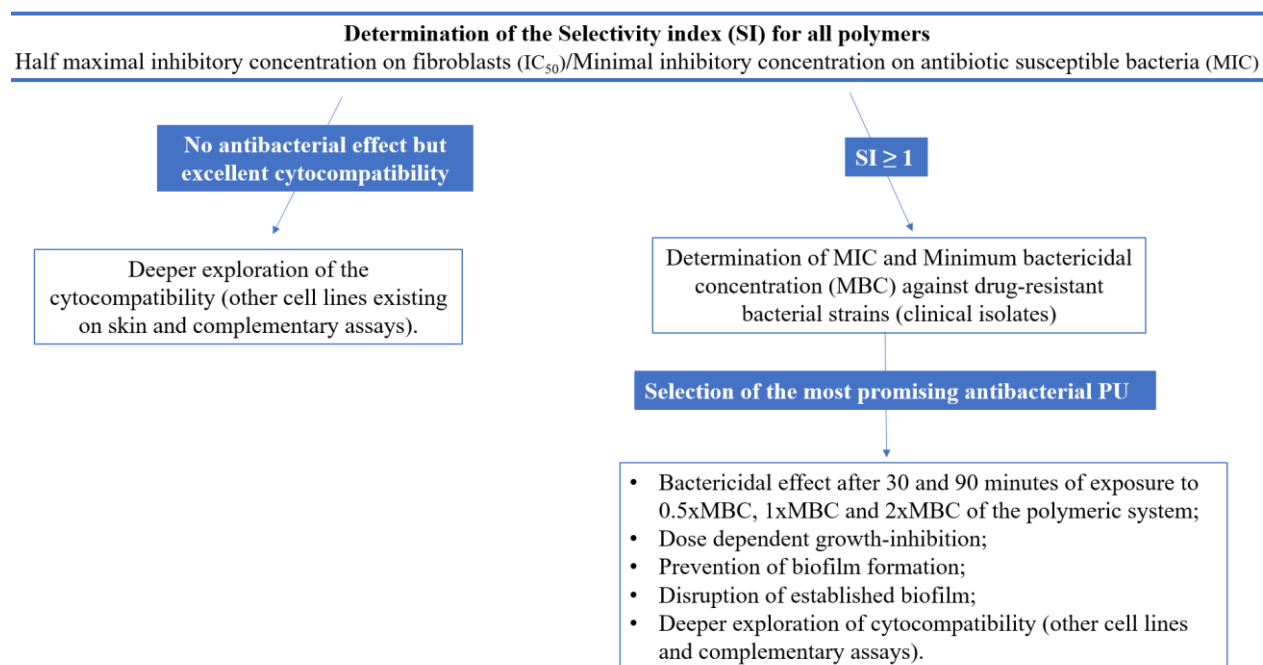 Determination of the Selectivity index (SI) for all polymers
Half maximal inhibitory concentration on fibroblasts (IC₅₀)/Minimal inhibitory concentration on antibiotic susceptible bacteria (MIC)
No antibacterial effect but
excellent cytocompatibility
SI ≥ 1
Deeper exploration of the
cytocompatibility (other cell lines existing
on skin and complementary assays).
Determination of MIC and Minimum bactericidal
concentration (MBC) against drug-resistant
bacterial strains (clinical isolates)
Selection of the most promising antibacterial PU
• Bactericidal effect after 30 and 90 minutes of exposure to
0.5xMBC, 1xMBC and 2xMBC of the polymeric system;
• Dose dependent growth-inhibition;
• Prevention of biofilm formation;
• Disruption of established biofilm;
• Deeper exploration of cytocompatibility (other cell lines
and complementary assays).